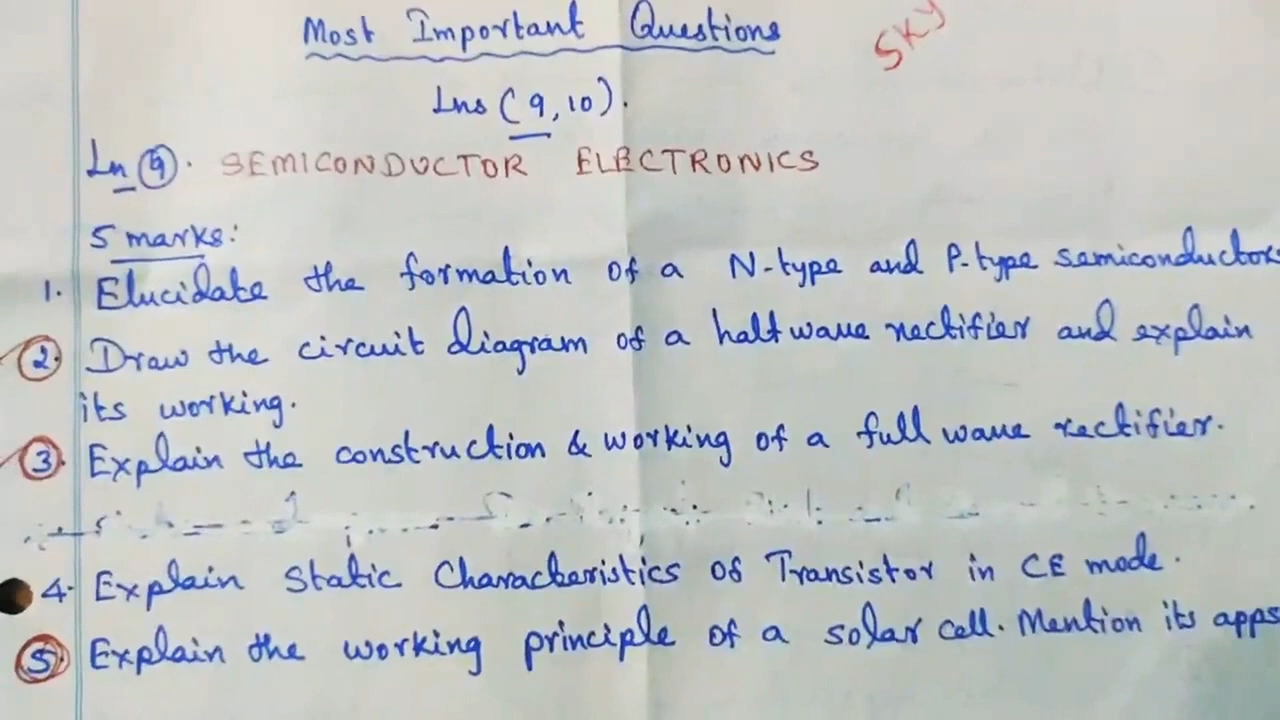 Most Important Questions
SKY
Lns (9,10).
Ln 9. SEMICONDUCTOR ELECTRONICS
5 marks:
1. Elucidate the formation of a N-type and P-type semiconductors
2. Draw the circuit diagram of a half wave rectifier and explain
its working.
3. Explain the construction & working of a full wave rectifier.
4. Explain Static Characteristics of Transistor in CE mode.
5. Explain the working principle of a solar cell. Mention its apps